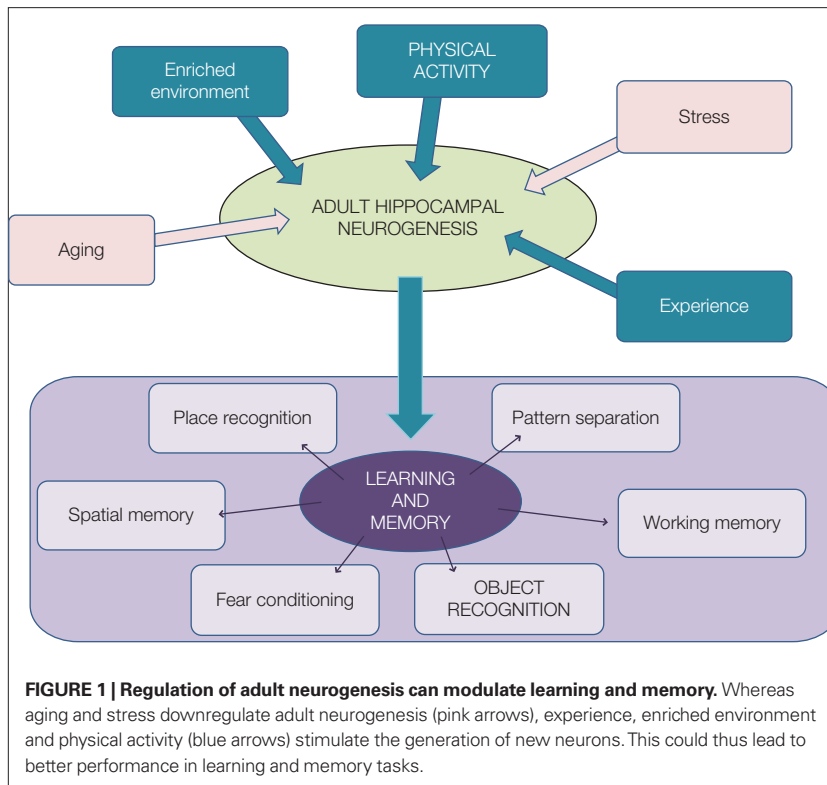 Enriched
environment
PHYSICAL
ACTIVITY
Stress
ADULT HIPPOCAMPAL
NEUROGENESIS
Aging
Experience
Place recognition
Pattern separation
LEARNING
AND
MEMORY
Spatial memory
Working memory
Fear conditioning
OBJECT
RECOGNITION
FIGURE 1 | Regulation of adult neurogenesis can modulate learning and memory. Whereas
aging and stress downregulate adult neurogenesis (pink arrows), experience, enriched environment
and physical activity (blue arrows) stimulate the generation of new neurons. This could thus lead to
better performance in learning and memory tasks.